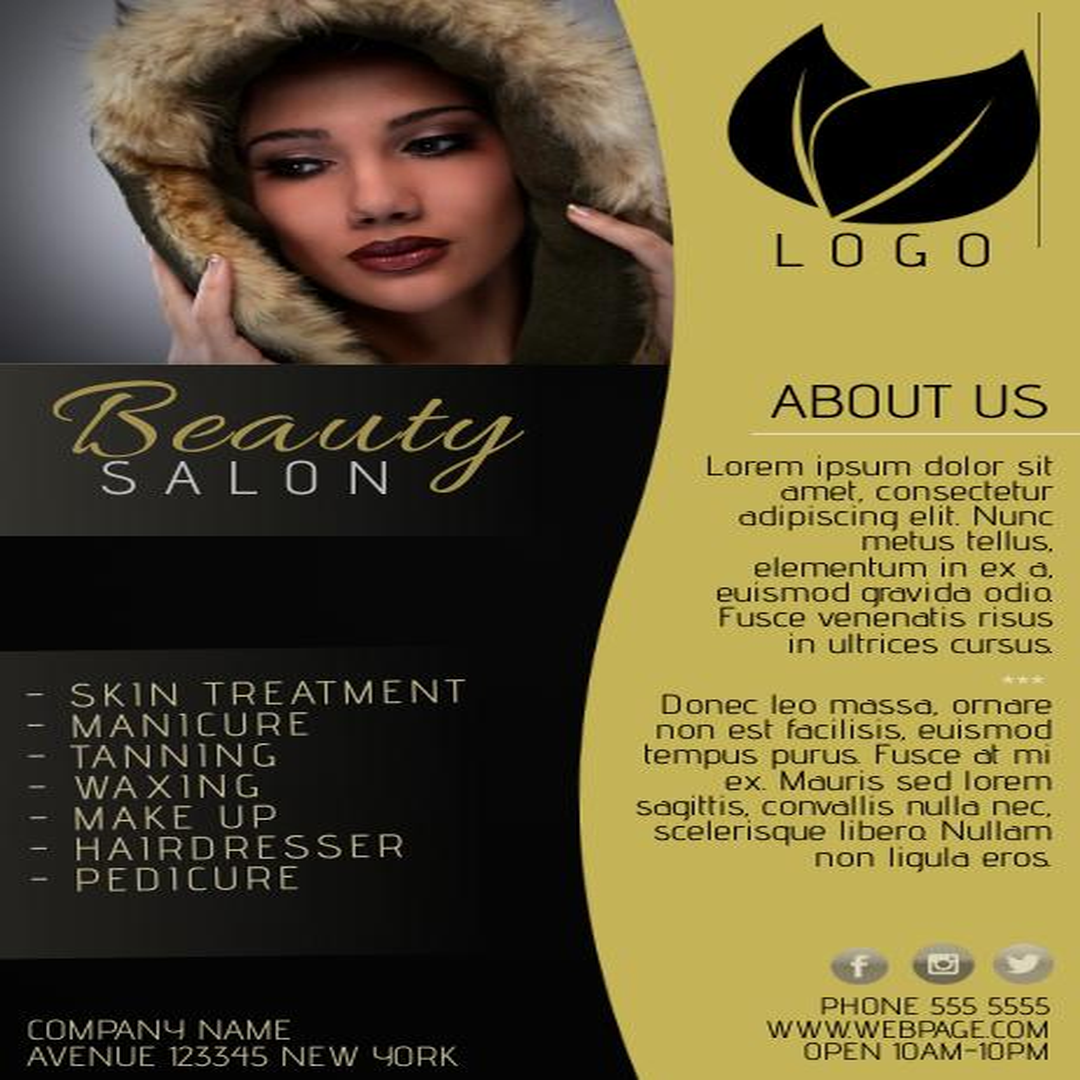 LOGO
Beauty
SALON
- SKIN TREATMENT
- MANICURE
- TANNING
- WAXING
- MAKE UP
- HAIRDRESSER
- PEDICURE
COMPANY NAME
AVENUE 123345 NEW YORK
ABOUT US
Lorem ipsum dolor sit
amet, consectetur
adipiscing elit. Nunc
metus tellus,
elementum in ex a,
euismod gravida odio.
Fusce venenatis risus
in ultrices cursus.
***
Donec leo massa, ornare
non est facilisis, euismod
tempus purus. Fusce at mi
ex. Mauris sed lorem
sagittis, convallis nulla nec,
scelerisque libero. Nullam
non ligula eros.
PHONE 555 5555
WWW.WEBPAGE.COM
OPEN 10AM-10PM